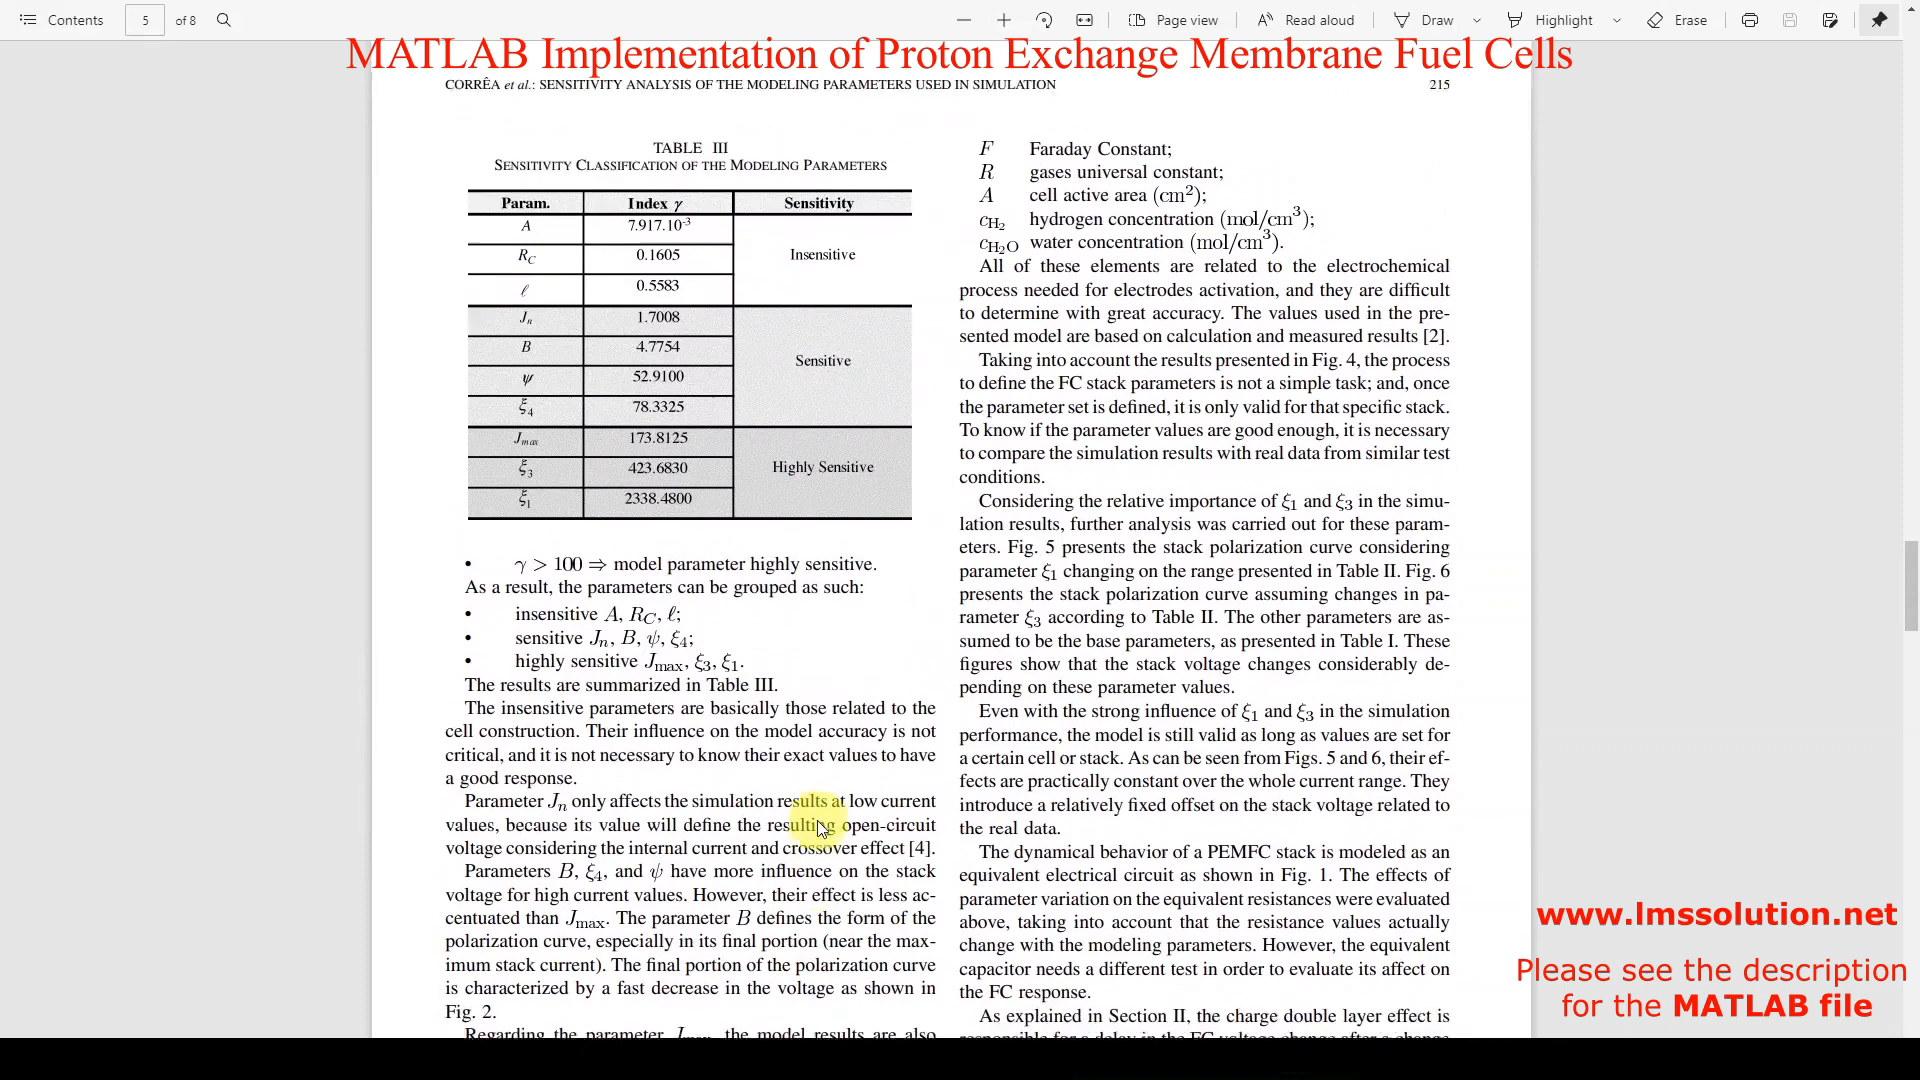 Contents
5
of 8
Page view
Read aloud
Draw
Highlight
Erase
MATLAB Implementation of Proton Exchange Membrane Fuel Cells
CORRÊA et al.: SENSITIVITY ANALYSIS OF THE MODELING PARAMETERS USED IN SIMULATION
215
TABLE III
SENSITIVITY CLASSIFICATION OF THE MODELING PARAMETERS
Param. Index γ Sensitivity
A 7.917.10⁻³
R_C 0.1605 Insensitive
ℓ 0.5583
J_n 1.7008
B 4.7754 Sensitive
ψ 52.9100
ξ₄ 78.3325
J_max 173.8125
ξ₃ 423.6830 Highly Sensitive
ξ₁ 2338.4800
• γ > 100 ⇒ model parameter highly sensitive.
As a result, the parameters can be grouped as such:
• insensitive A, R_C, ℓ;
• sensitive J_n, B, ψ, ξ₄;
• highly sensitive J_max, ξ₃, ξ₁.
The results are summarized in Table III.
The insensitive parameters are basically those related to the
cell construction. Their influence on the model accuracy is not
critical, and it is not necessary to know their exact values to have
a good response.
Parameter J_n only affects the simulation results at low current
values, because its value will define the resulting open-circuit
voltage considering the internal current and crossover effect [4].
Parameters B, ξ₄, and ψ have more influence on the stack
voltage for high current values. However, their effect is less ac-
centuated than J_max. The parameter B defines the form of the
polarization curve, especially in its final portion (near the max-
imum stack current). The final portion of the polarization curve
is characterized by a fast decrease in the voltage as shown in
Fig. 2.
Regarding the parameter J_max, the model results are also
F Faraday Constant;
R gases universal constant;
A cell active area (cm²);
c_H₂ hydrogen concentration (mol/cm³);
c_H₂O water concentration (mol/cm³).
All of these elements are related to the electrochemical
process needed for electrodes activation, and they are difficult
to determine with great accuracy. The values used in the pre-
sented model are based on calculation and measured results [2].
Taking into account the results presented in Fig. 4, the process
to define the FC stack parameters is not a simple task; and, once
the parameter set is defined, it is only valid for that specific stack.
To know if the parameter values are good enough, it is necessary
to compare the simulation results with real data from similar test
conditions.
Considering the relative importance of ξ₁ and ξ₃ in the simu-
lation results, further analysis was carried out for these param-
eters. Fig. 5 presents the stack polarization curve considering
parameter ξ₁ changing on the range presented in Table II. Fig. 6
presents the stack polarization curve assuming changes in pa-
rameter ξ₃ according to Table II. The other parameters are as-
sumed to be the base parameters, as presented in Table I. These
figures show that the stack voltage changes considerably de-
pending on these parameter values.
Even with the strong influence of ξ₁ and ξ₃ in the simulation
performance, the model is still valid as long as values are set for
a certain cell or stack. As can be seen from Figs. 5 and 6, their ef-
fects are practically constant over the whole current range. They
introduce a relatively fixed offset on the stack voltage related to
the real data.
The dynamical behavior of a PEMFC stack is modeled as an
equivalent electrical circuit as shown in Fig. 1. The effects of
parameter variation on the equivalent resistances were evaluated
above, taking into account that the resistance values actually
change with the modeling parameters. However, the equivalent
capacitor needs a different test in order to evaluate its affect on
the FC response.
As explained in Section II, the charge double layer effect is
responsible for a delay in the FC voltage change after a change
www.lmssolution.net
Please see the description
for the MATLAB file